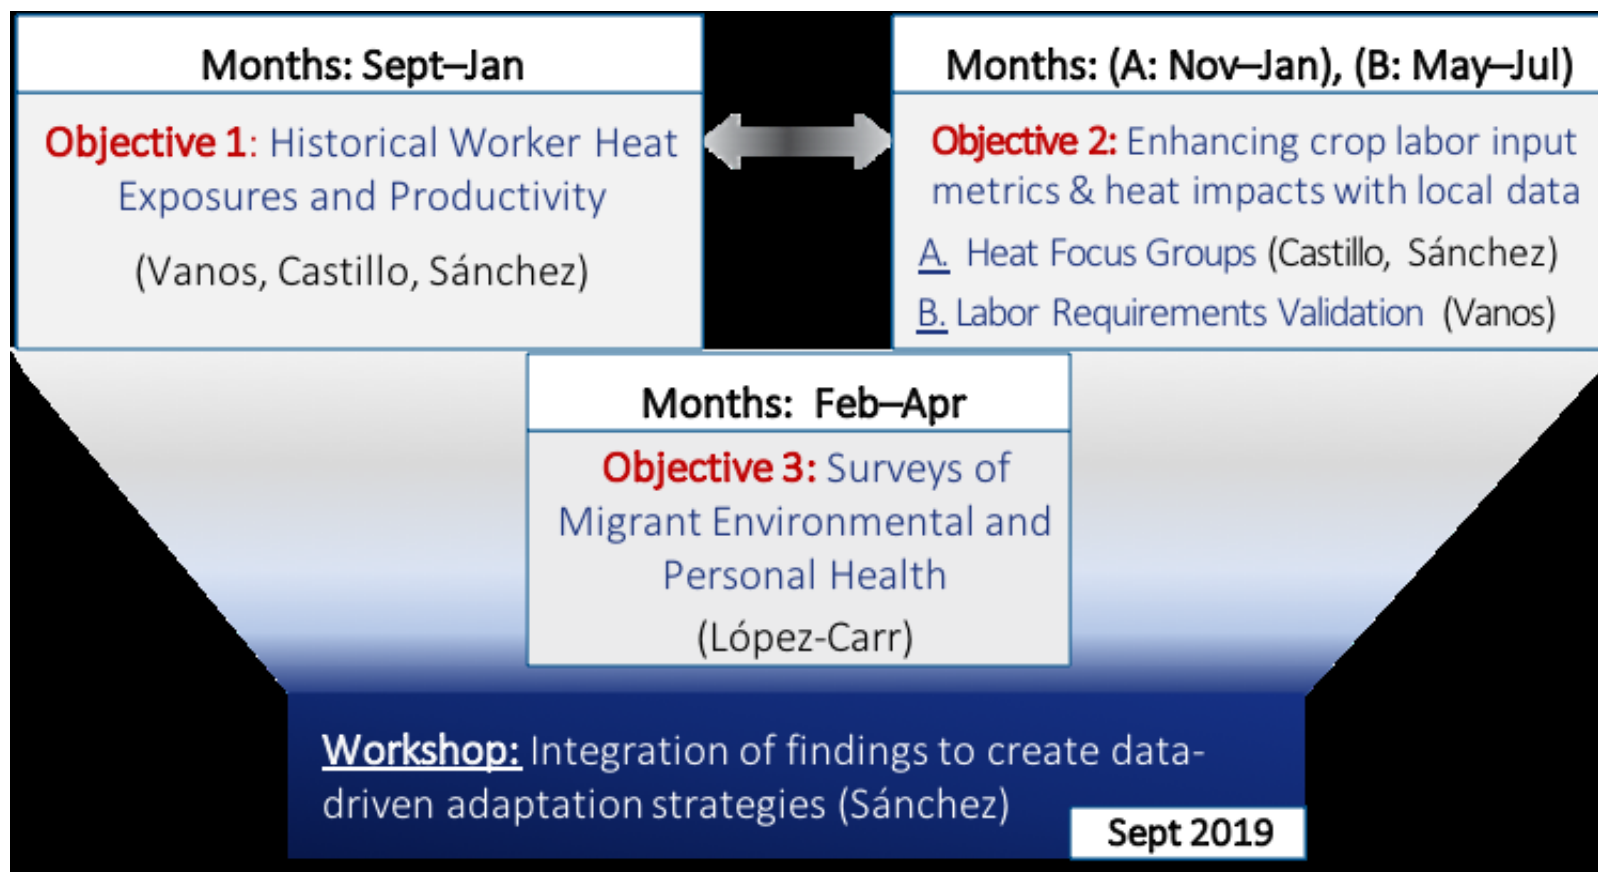 Months: Sept–Jan
Objective 1: Historical Worker Heat
Exposures and Productivity
(Vanos, Castillo, Sánchez)
Months: (A: Nov–Jan), (B: May–Jul)
Objective 2: Enhancing crop labor input
metrics & heat impacts with local data
A. Heat Focus Groups (Castillo, Sánchez)
B. Labor Requirements Validation (Vanos)
Months: Feb–Apr
Objective 3: Surveys of
Migrant Environmental and
Personal Health
(López-Carr)
Workshop: Integration of findings to create data-
driven adaptation strategies (Sánchez)
Sept 2019